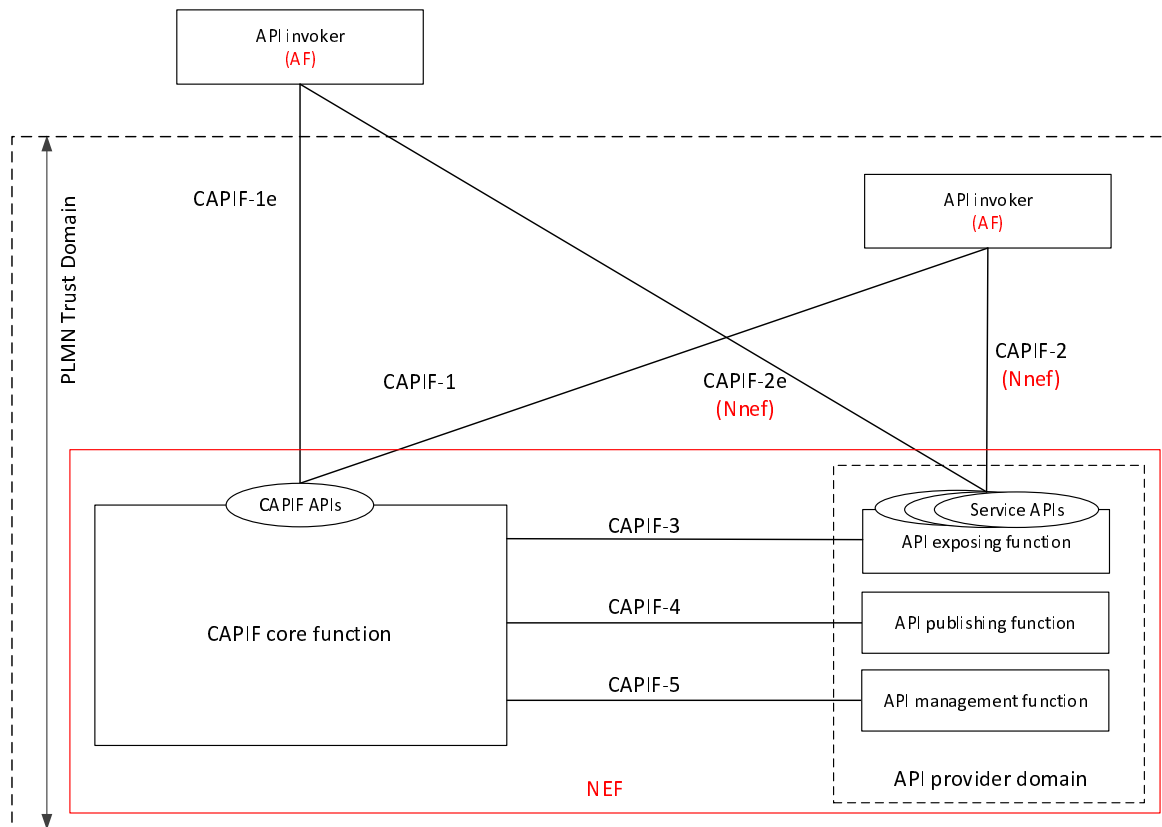 API invoker
(AF)
CAPIF-1e
PLMN Trust Domain
API invoker
(AF)
CAPIF-2
(Nnef)
CAPIF-1
CAPIF-2e
(Nnef)
CAPIF APIs
Service APIs
API exposing function
CAPIF-3
CAPIF-4
API publishing function
CAPIF core function
CAPIF-5
API management function
API provider domain
NEF